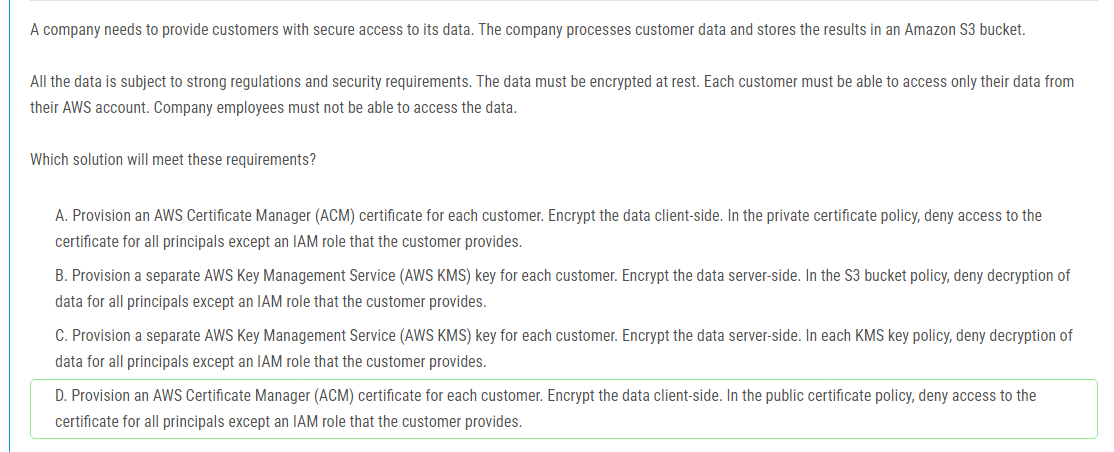 A company needs to provide customers with secure access to its data. The company processes customer data and stores the results in an Amazon S3 bucket.
All the data is subject to strong regulations and security requirements. The data must be encrypted at rest. Each customer must be able to access only their data from
their AWS account. Company employees must not be able to access the data.
Which solution will meet these requirements?
A. Provision an AWS Certificate Manager (ACM) certificate for each customer. Encrypt the data client-side. In the private certificate policy, deny access to the
certificate for all principals except an IAM role that the customer provides.
B. Provision a separate AWS Key Management Service (AWS KMS) key for each customer. Encrypt the data server-side. In the S3 bucket policy, deny decryption of
data for all principals except an IAM role that the customer provides.
C. Provision a separate AWS Key Management Service (AWS KMS) key for each customer. Encrypt the data server-side. In each KMS key policy, deny decryption of
data for all principals except an IAM role that the customer provides.
D. Provision an AWS Certificate Manager (ACM) certificate for each customer. Encrypt the data client-side. In the public certificate policy, deny access to the
certificate for all principals except an IAM role that the customer provides.